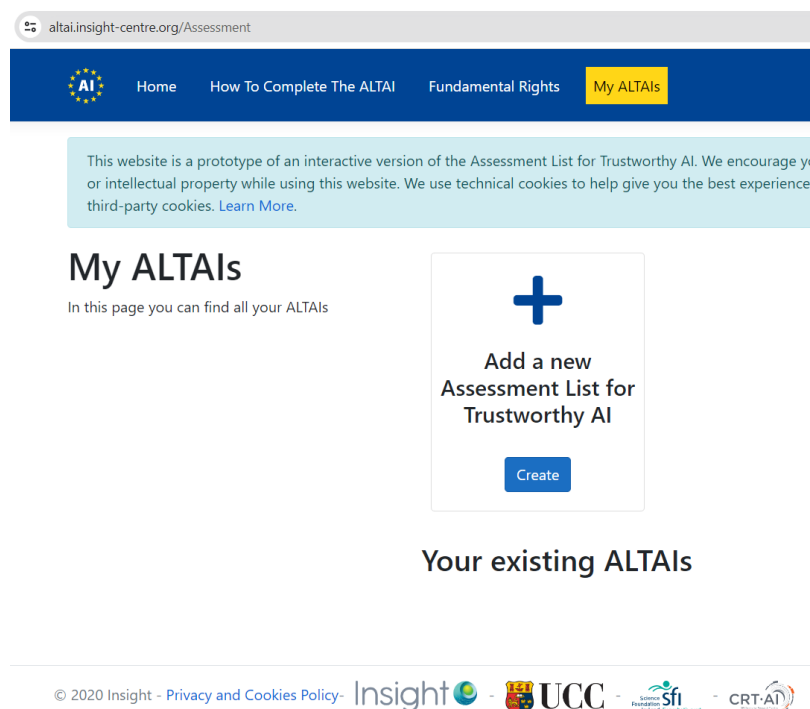 altai.insight-centre.org/Assessment
AI Home How To Complete The ALTAI Fundamental Rights My ALTAIs
This website is a prototype of an interactive version of the Assessment List for Trustworthy AI. We encourage
or intellectual property while using this website. We use technical cookies to help give you the best experience
third-party cookies. Learn More.
My ALTAIs
In this page you can find all your ALTAIs
Add a new
Assessment List for
Trustworthy AI
Create
Your existing ALTAIs
© 2020 Insight - Privacy and Cookies Policy- Insight - UCC - Science Foundation sfi - CRT-AI